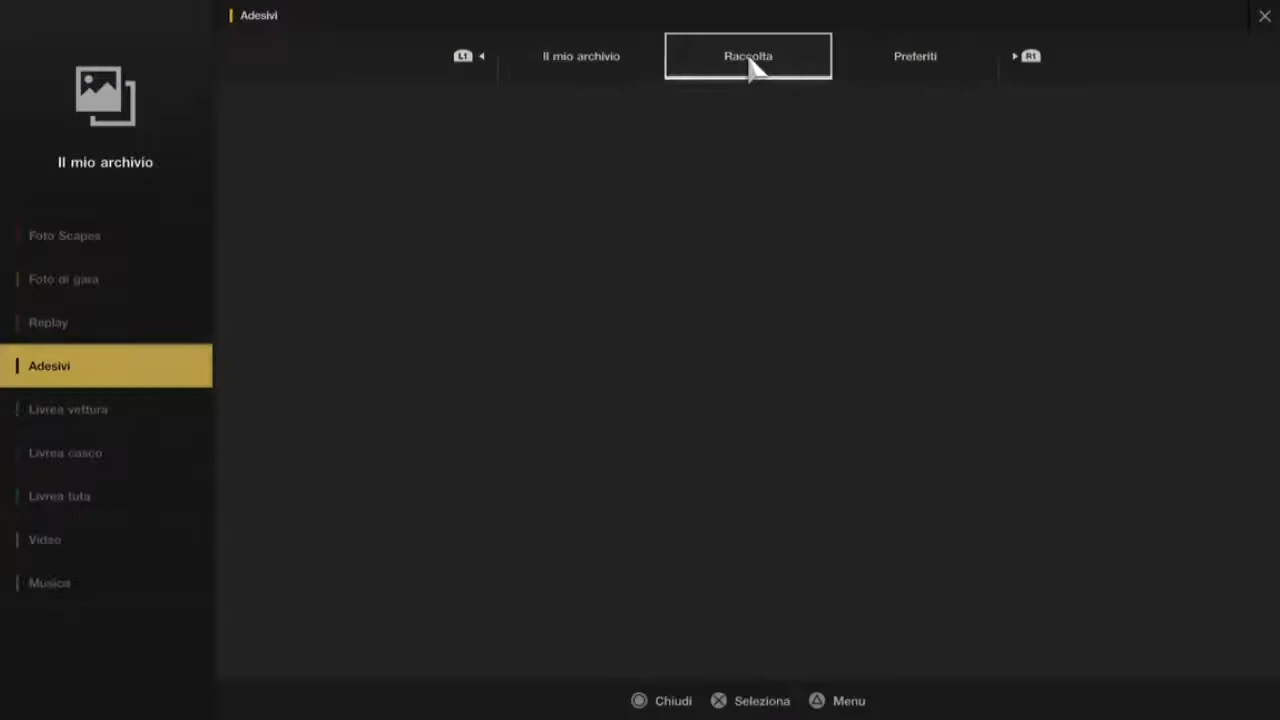 Adesivi
L1
Il mio archivio
Raccolta
Preferiti
R1
Il mio archivio
Foto Scapes
Foto di gara
Replay
Adesivi
Livrea vettura
Livrea casco
Livrea tuta
Video
Musica
Chiudi
Seleziona
Menu